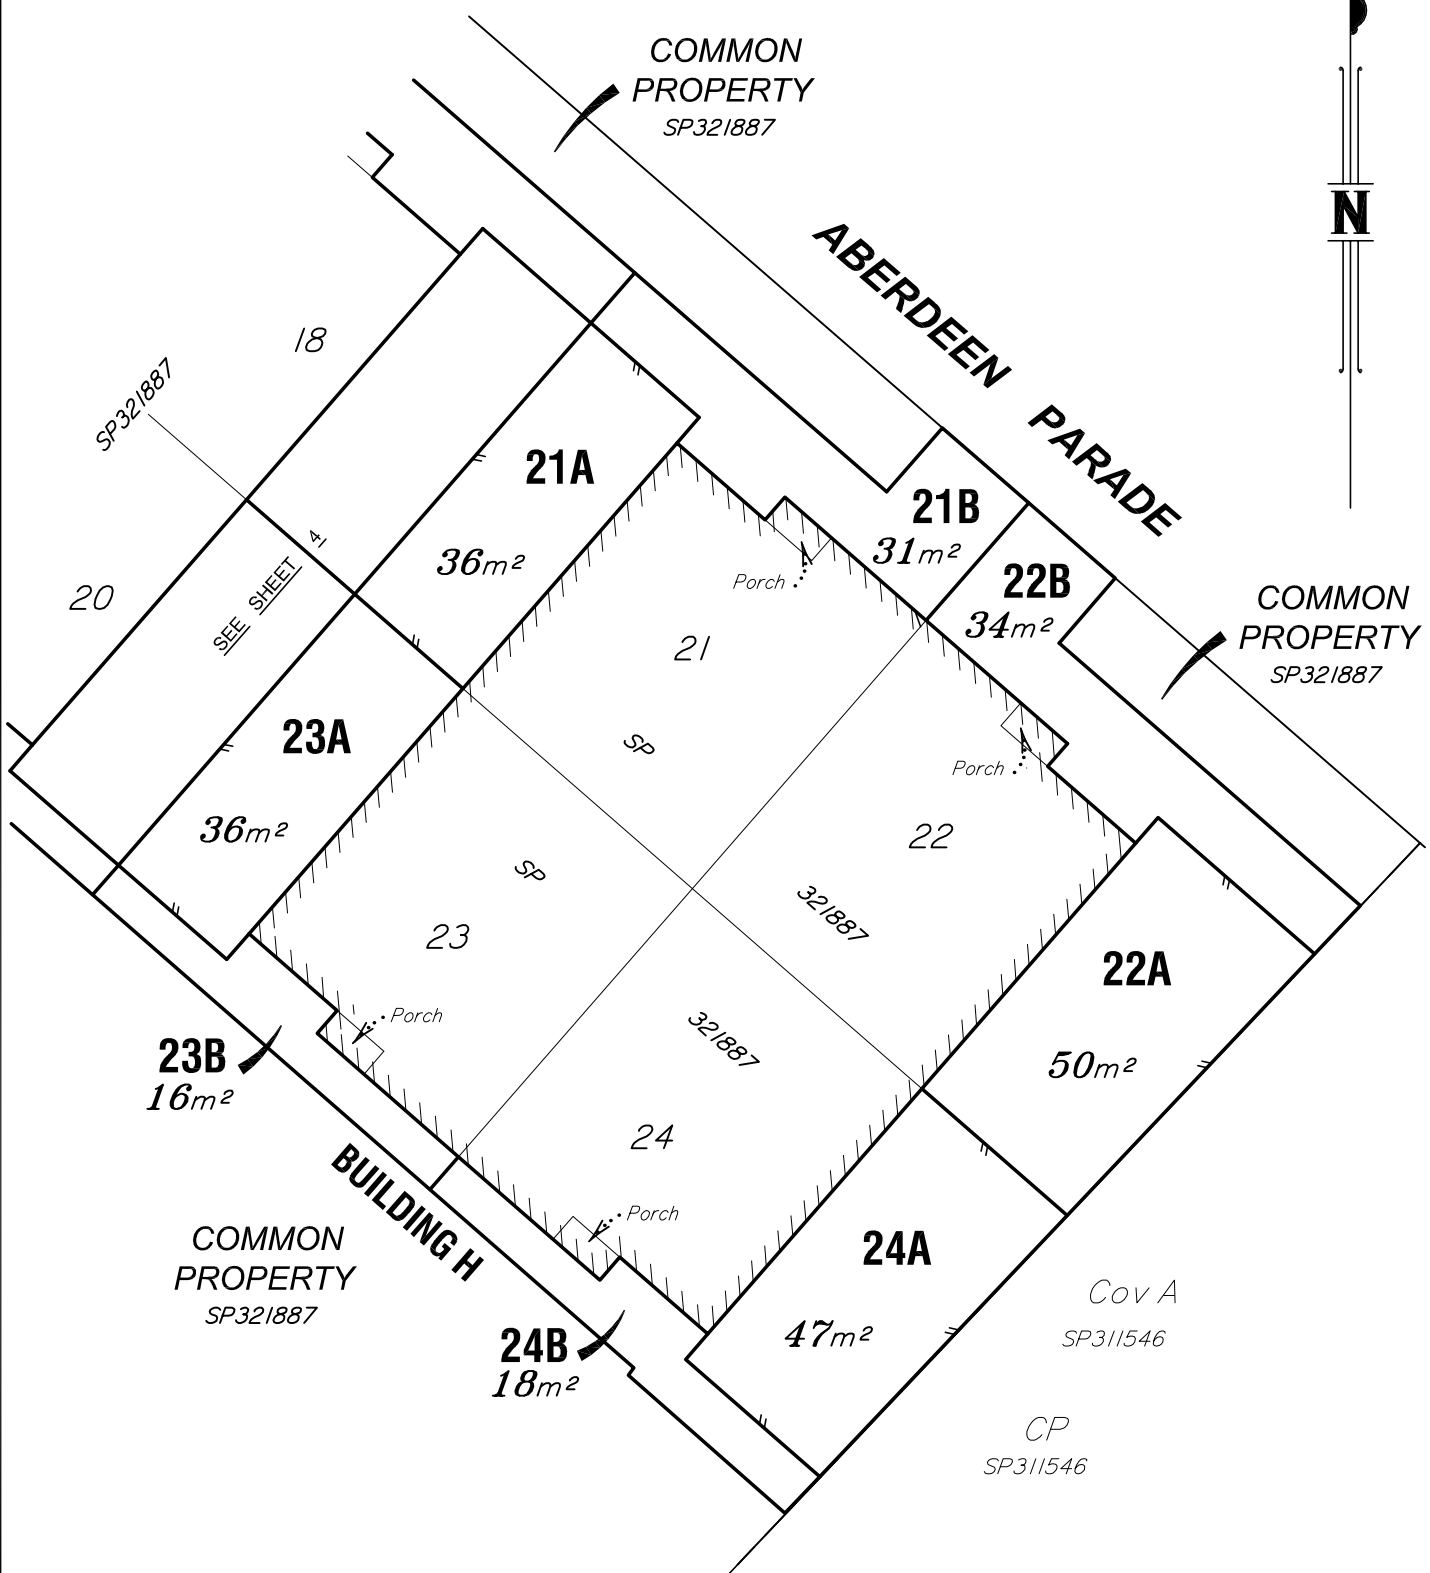 COMMON
PROPERTY
SP321887
N
ABERDEEN PARADE
18
SP321887
21A
36m²
21B
31m²
22B
34m²
Porch
SEE SHEET 4
20
COMMON
PROPERTY
SP321887
21
23A
36m²
SP
Porch
22
SP
321887
23
22A
50m²
Porch
321887
23B
16m²
24
BUILDING H
Porch
24A
47m²
COMMON
PROPERTY
SP321887
Cov A
SP311546
24B
18m²
CP
SP311546